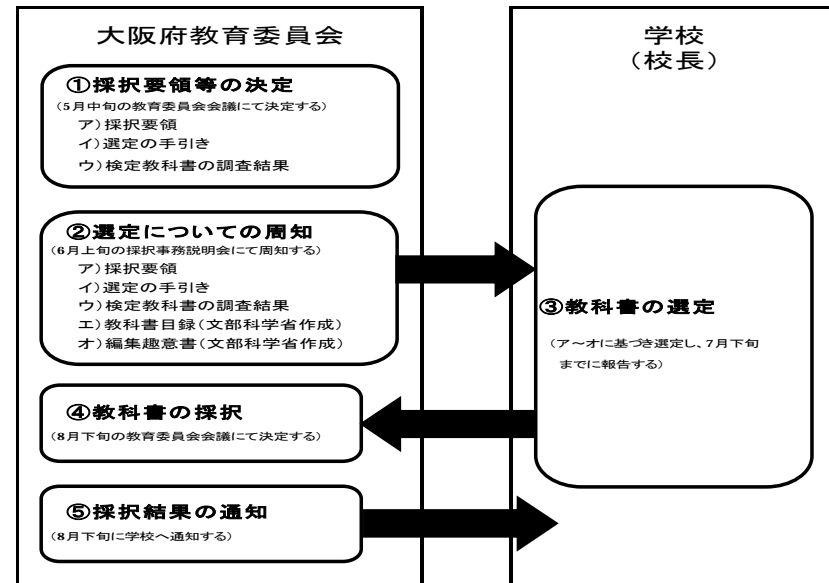 大阪府教育委員会
①採択要領等の決定
(5月中旬の教育委員会会議にて決定する)
ア)採択要領
イ)選定の手引き
ウ)検定教科書の調査結果
②選定についての周知
(6月上旬の採択事務説明会にて周知する)
ア)採択要領
イ)選定の手引き
ウ)検定教科書の調査結果
エ)教科書目録(文部科学省作成)
オ)編集趣意書(文部科学省作成)
④教科書の採択
(8月下旬の教育委員会会議にて決定する)
⑤採択結果の通知
(8月下旬に学校へ通知する)
学校
(校長)
③教科書の選定
(ア~オに基づき選定し、7月下旬
までに報告する)